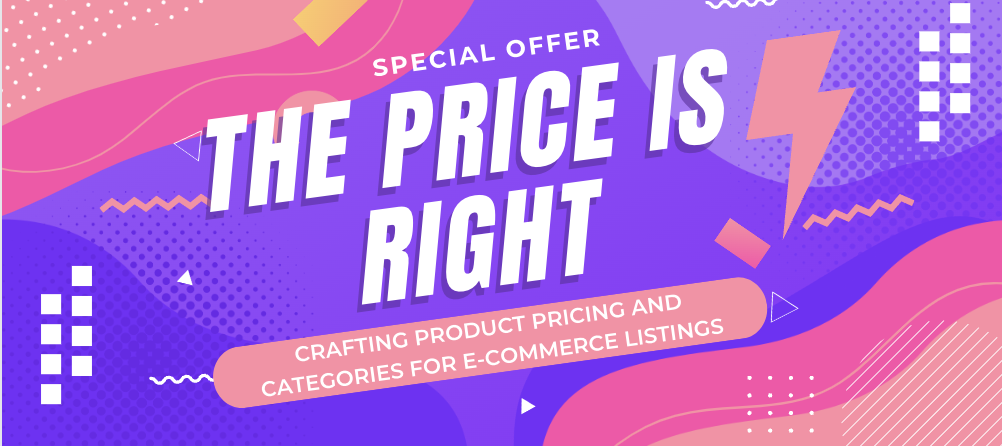 SPECIAL OFFER
THE PRICE IS
RIGHT
CRAFTING PRODUCT PRICING AND
CATEGORIES FOR E-COMMERCE LISTINGS